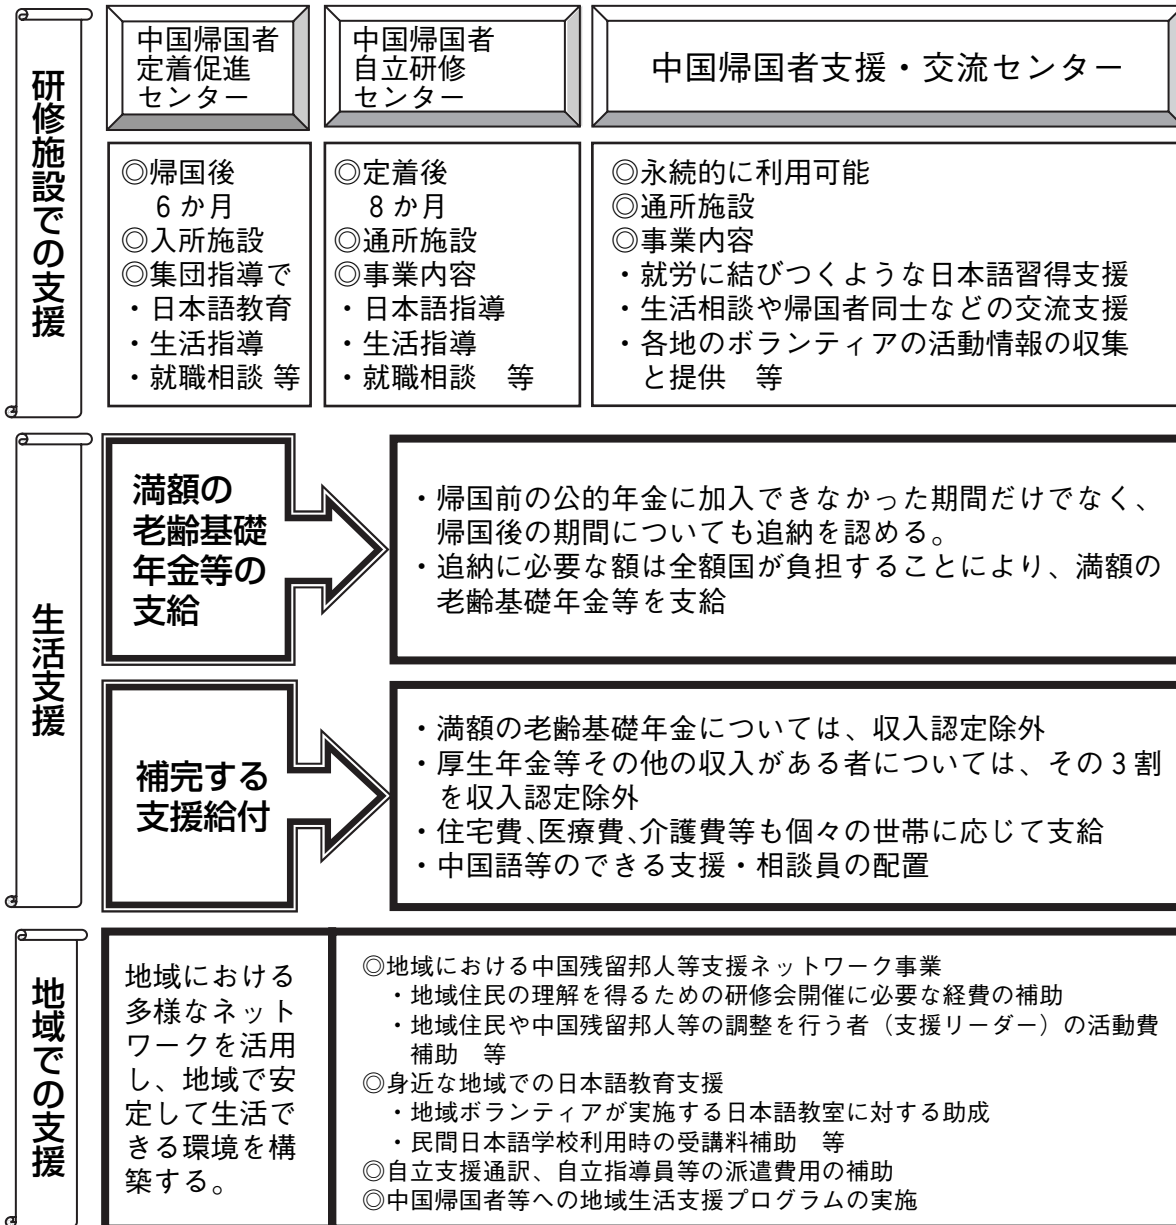 研修施設での支援
中国帰国者
定着促進
センター
中国帰国者
自立研修
センター
中国帰国者支援・交流センター
◎帰国後
6か月
◎入所施設
◎集団指導で
・日本語教育
・生活指導
・就職相談 等
◎定着後
8か月
◎通所施設
◎事業内容
・日本語指導
・生活指導
・就職相談　等
◎永続的に利用可能
◎通所施設
◎事業内容
・就労に結びつくような日本語習得支援
・生活相談や帰国者同士などの交流支援
・各地のボランティアの活動情報の収集
と提供　等
生活支援
満額の
老齢基礎
年金等の
支給
・帰国前の公的年金に加入できなかった期間だけでなく、
帰国後の期間についても追納を認める。
・追納に必要な額は全額国が負担することにより、満額の
老齢基礎年金等を支給
補完する
支援給付
・満額の老齢基礎年金については、収入認定除外
・厚生年金等その他の収入がある者については、その3割
を収入認定除外
・住宅費、医療費、介護費等も個々の世帯に応じて支給
・中国語等のできる支援・相談員の配置
地域での支援
地域における
多様なネット
ワークを活用
し、地域で安
定して生活で
きる環境を構
築する。
◎地域における中国残留邦人等支援ネットワーク事業
・地域住民の理解を得るための研修会開催に必要な経費の補助
・地域住民や中国残留邦人等の調整を行う者（支援リーダー）の活動費
補助　等
◎身近な地域での日本語教育支援
・地域ボランティアが実施する日本語教室に対する助成
・民間日本語学校利用時の受講料補助　等
◎自立支援通訳、自立指導員等の派遣費用の補助
◎中国帰国者等への地域生活支援プログラムの実施